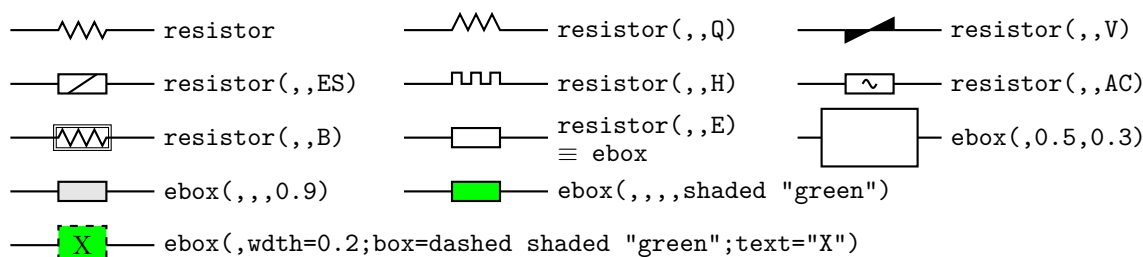 resistor
resistor(,,Q)
resistor(,,V)
resistor(,,ES)
resistor(,,H)
resistor(,,AC)
resistor(,,B)
resistor(,,E)
≡ ebox
ebox(,0.5,0.3)
ebox(,,,0.9)
ebox(,,,,shaded "green")
X
ebox(,wdth=0.2;box=dashed shaded "green";text="X")